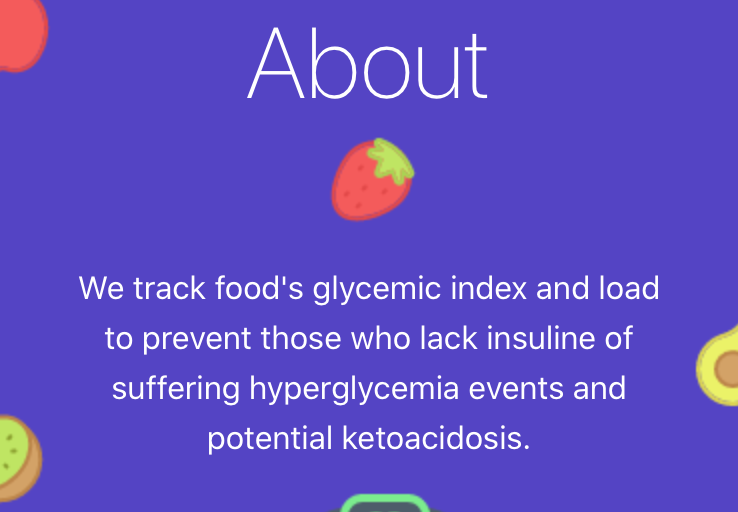 About
We track food's glycemic index and load
to prevent those who lack insuline of
suffering hyperglycemia events and
potential ketoacidosis.